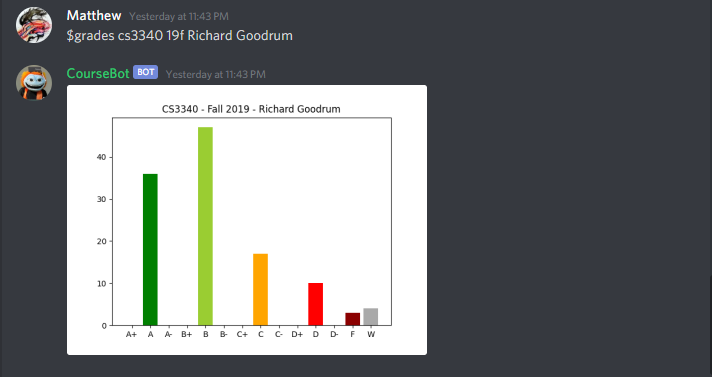 Matthew Yesterday at 11:43 PM
$grades cs3340 19f Richard Goodrum
CourseBot BOT Yesterday at 11:43 PM
CS3340 - Fall 2019 - Richard Goodrum
40
30
20
10
0
A+ A A- B+ B B- C+ C C- D+ D D- F W